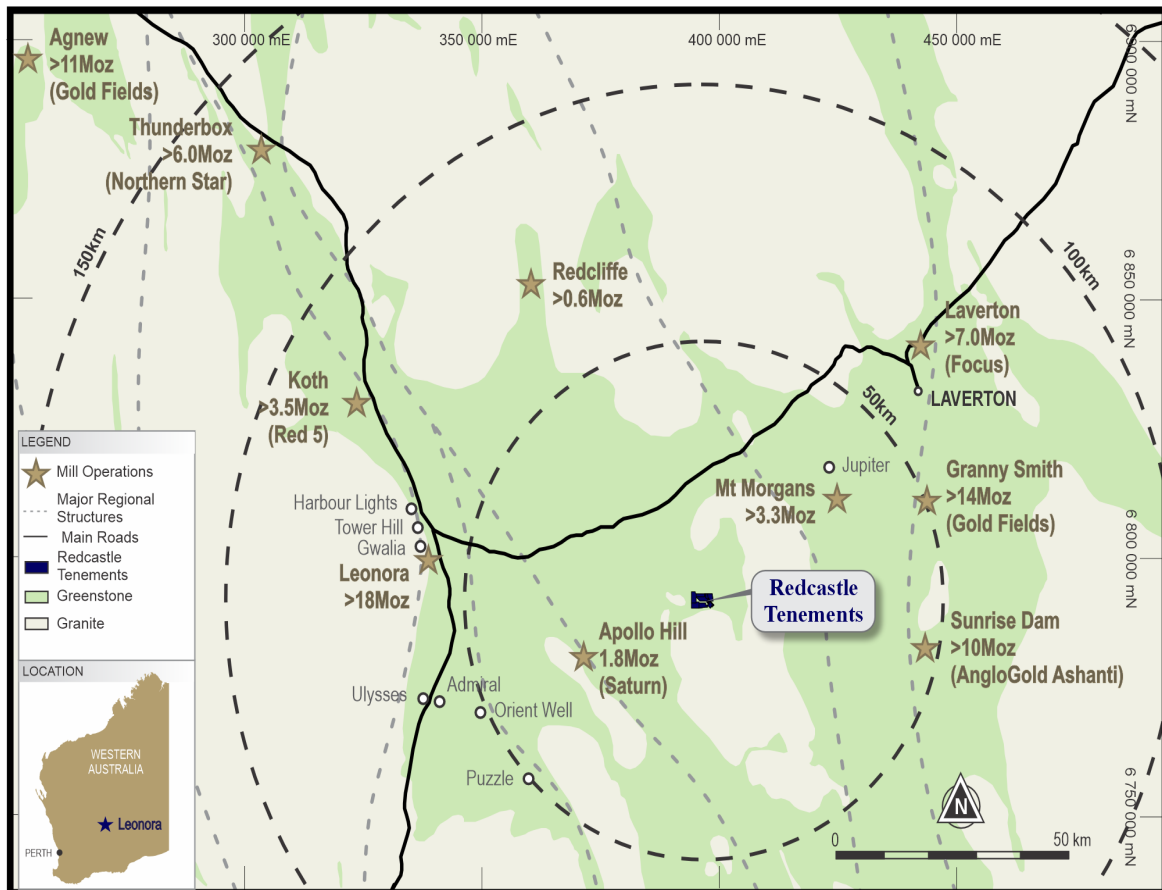 300 000 mE
350 000 mE
400 000 mE
450 000 mE
6 900 000 mN
Agnew
>11Moz
(Gold Fields)
Thunderbox
>6.0Moz
(Northern Star)
150km
100km
Redcliffe
>0.6Moz
6 850 000 mN
Laverton
>7.0Moz
(Focus)
LAVERTON
50km
Koth
>3.5Moz
(Red 5)
Jupiter
Mt Morgans
>3.3Moz
Granny Smith
>14Moz
(Gold Fields)
Harbour Lights
Tower Hill
Gwalia
Leonora
>18Moz
6 800 000 mN
Redcastle
Tenements
Apollo Hill
1.8Moz
(Saturn)
Sunrise Dam
>10Moz
(AngloGold Ashanti)
Ulysses
Admiral
Orient Well
Puzzle
6 750 000 mN
N
0
50 km
LEGEND
Mill Operations
Major Regional
Structures
Main Roads
Redcastle
Tenements
Greenstone
Granite
LOCATION
WESTERN
AUSTRALIA
Leonora
PERTH